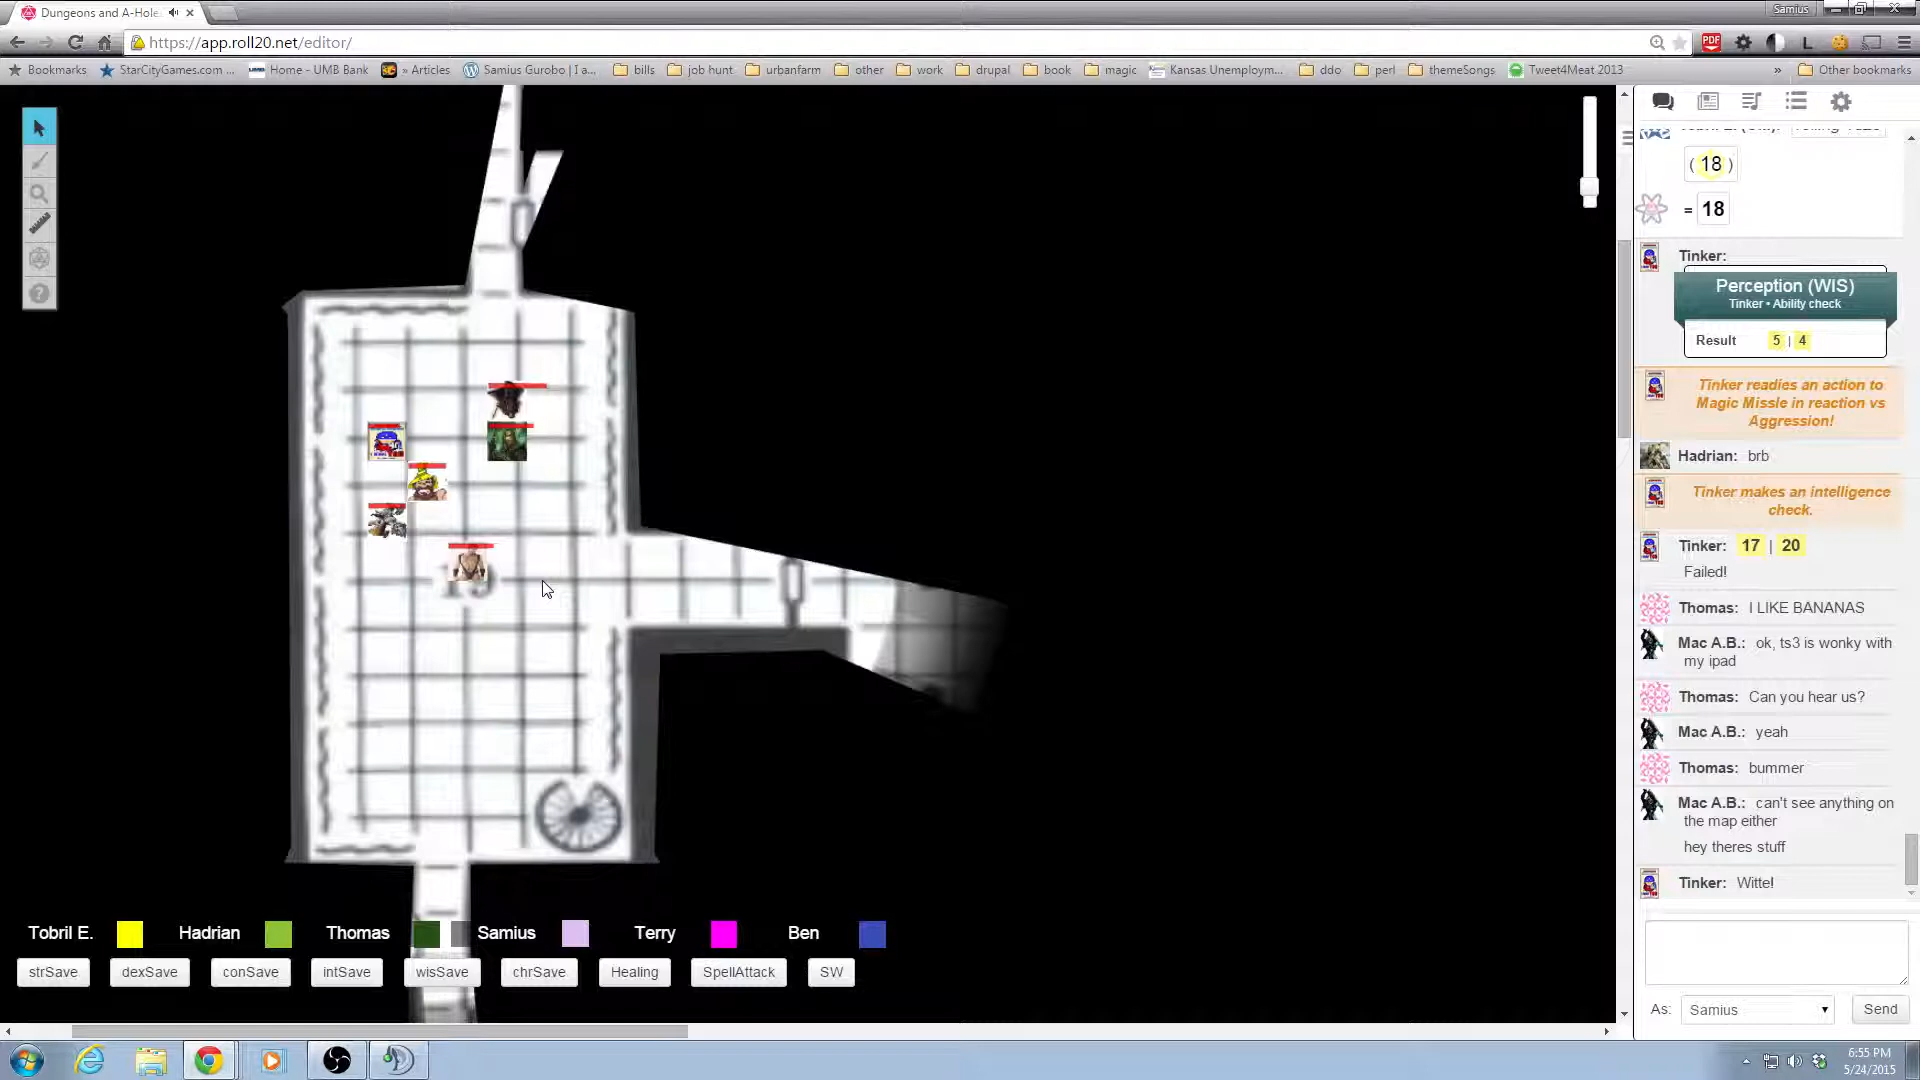 Dungeons and A-Hole
Samius
https://app.roll20.net/editor/
PDF
L
Bookmarks
StarCityGames.com ...
Home - UMB Bank
» Articles
Samius Gurobo | I a...
bills
job hunt
urbanfarm
other
work
drupal
book
magic
Kansas Unemploym...
ddo
perl
themeSongs
Tweet4Meat 2013
»
Other bookmarks
(18)
= 18
Tinker:
Perception (WIS)
Tinker • Ability check
Result 5 | 4
Tinker readies an action to
Magic Missle in reaction vs
Aggression!
Hadrian: brb
Tinker makes an intelligence
check.
Tinker: 17 | 20
Failed!
Thomas: I LIKE BANANAS
Mac A.B.: ok, ts3 is wonky with
my ipad
Thomas: Can you hear us?
Mac A.B.: yeah
Thomas: bummer
Mac A.B.: can't see anything on
the map either
hey theres stuff
Tinker: Witte!
Tobril E.
Hadrian
Thomas
Samius
Terry
Ben
strSave
dexSave
conSave
intSave
wisSave
chrSave
Healing
SpellAttack
SW
As: Samius
Send
6:55 PM
5/24/2015